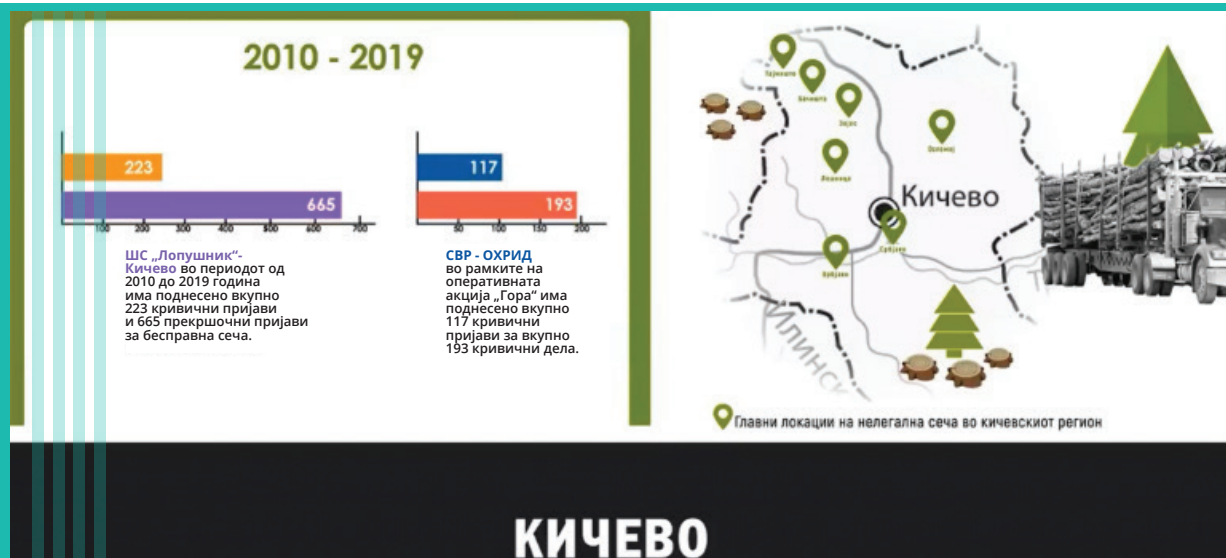 2010 - 2019
223
665
100 200 300 400 500 600 700
117
193
50 100 150 200
ШС „Лопушник“-
Кичево во периодот од
2010 до 2019 година
има поднесено вкупно
223 кривични пријави
и 665 прекршочни пријави
за бесправна сеча.
СВР - ОХРИД
во рамките на
оперативната
акција „Гора“ има
поднесено вкупно
117 кривични
пријави за вкупно
193 кривични дела.
Зајас
Кичево
Србјани
ИЛИНСК
Главни локации на нелегална сеча во кичевскиот регион
КИЧЕВО